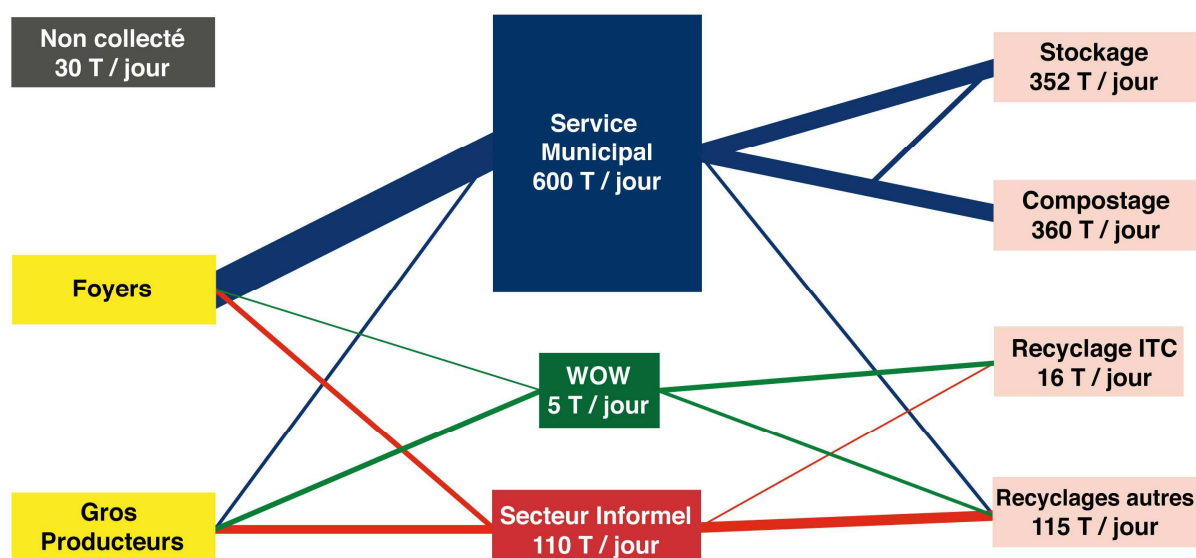 Non collecté
30 T / jour
Foyers
Gros
Producteurs
Service
Municipal
600 T / jour
WOW
5 T / jour
Secteur Informel
110 T / jour
Stockage
352 T / jour
Compostage
360 T / jour
Recyclage ITC
16 T / jour
Recyclages autres
115 T / jour